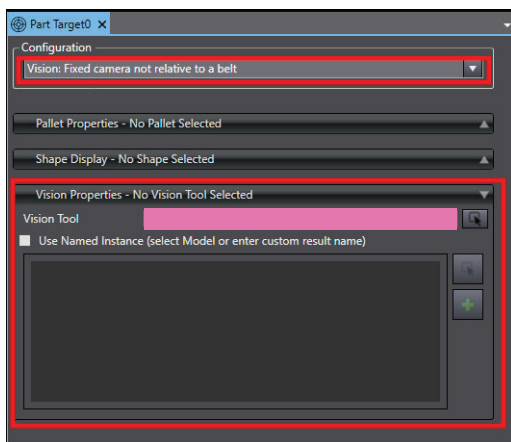 Part Target0
Configuration
Vision: Fixed camera not relative to a belt
Pallet Properties - No Pallet Selected
Shape Display - No Shape Selected
Vision Properties - No Vision Tool Selected
Vision Tool
Use Named Instance (select Model or enter custom result name)